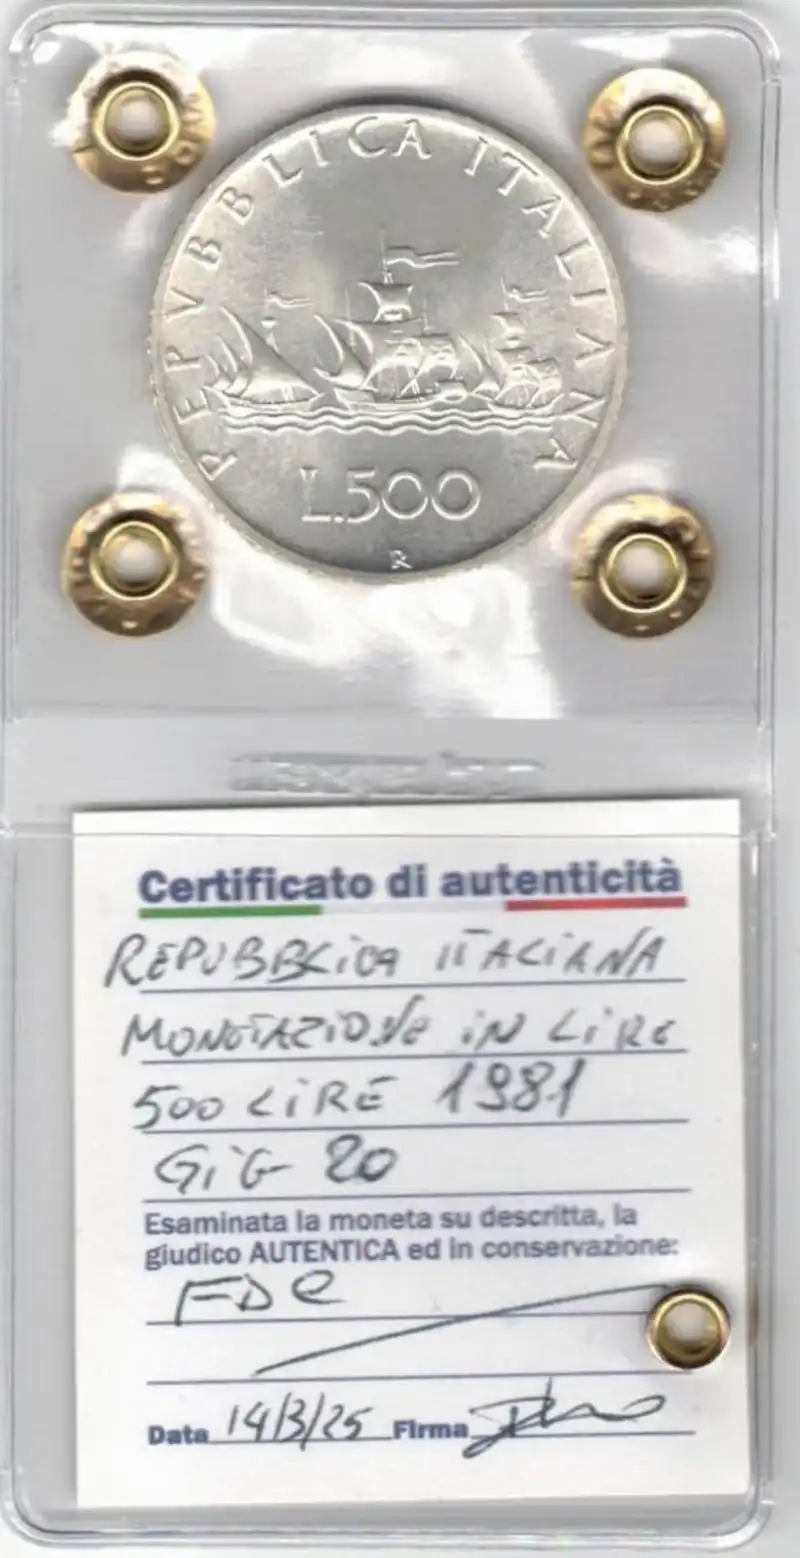 REPVBBLICA ITALIANA
L.500
R
Certificato di autenticità
REPUBBLICA ITALIANA
MONETAZIONE IN LIRE
500 LIRE 1981
GIG 20
Esaminata la moneta su descritta, la
giudico AUTENTICA ed in conservazione:
FDC
Data 14/3/25 Firma